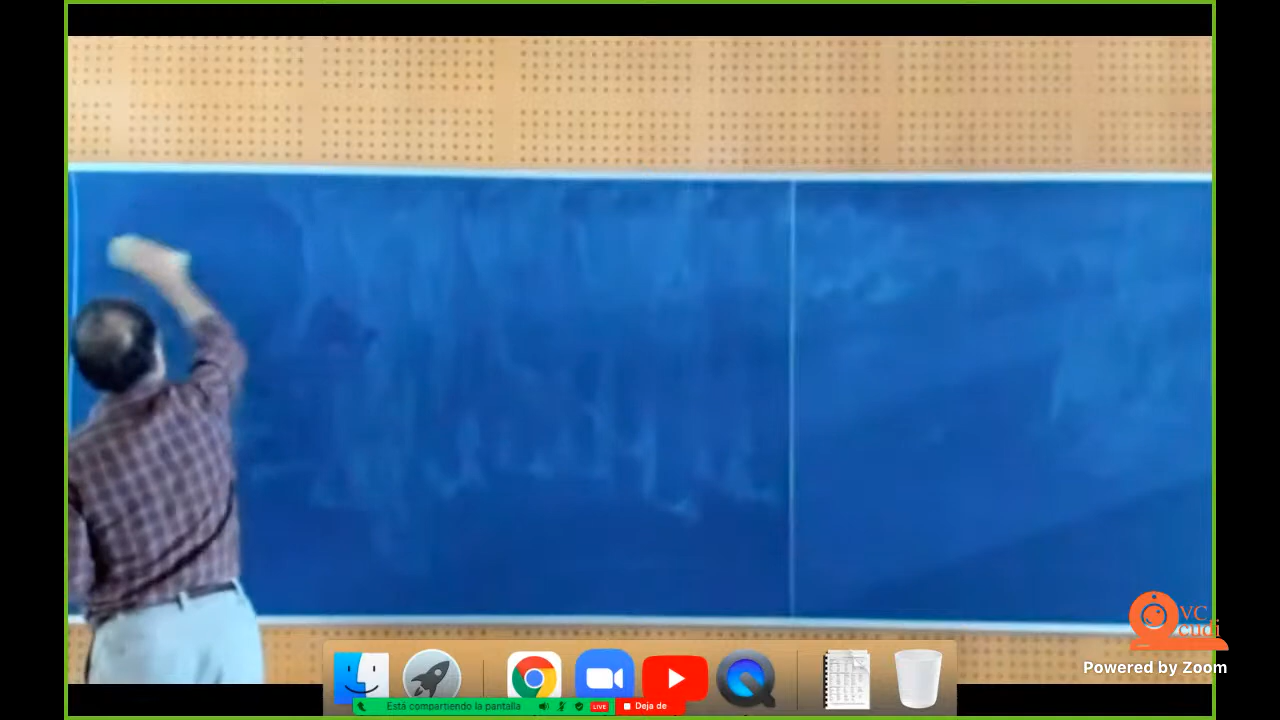 VC
cudi
Powered by Zoom
Está compartiendo la pantalla
LIVE
Deja de